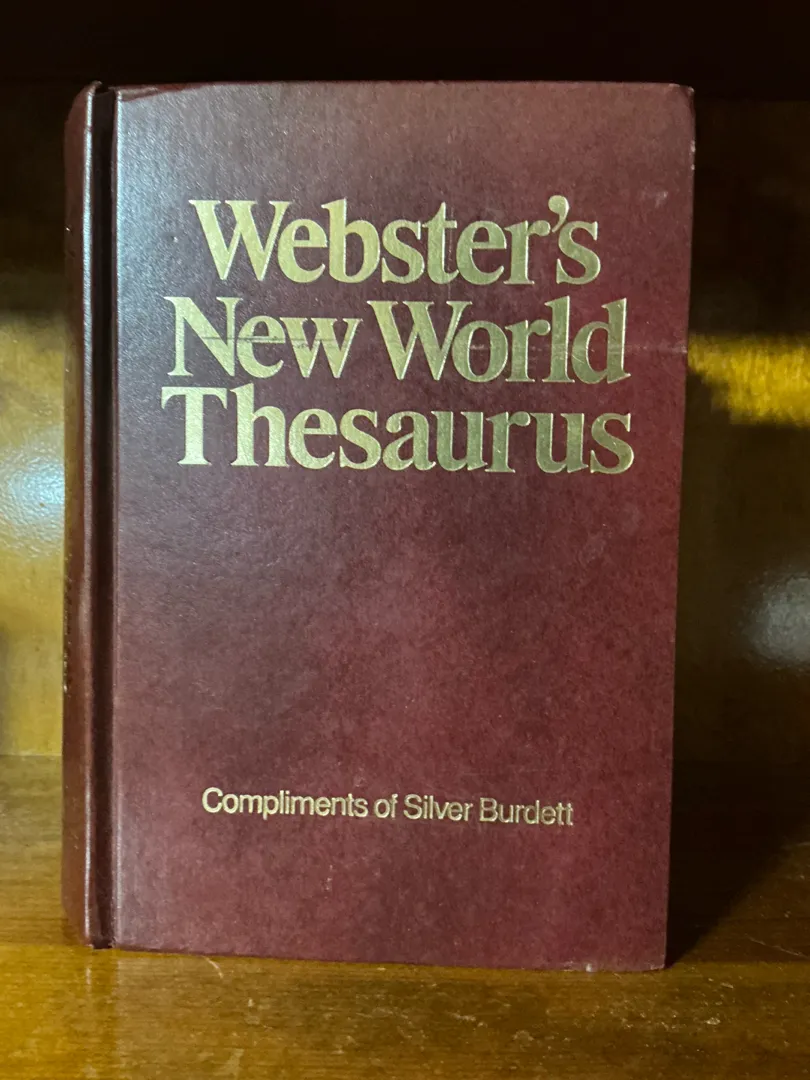 Webster's
New World
Thesaurus
Compliments of Silver Burdett